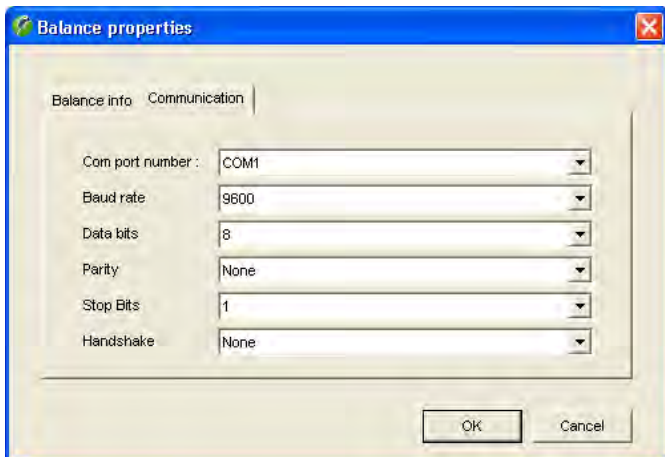 Balance properties
Balance info Communication
Com port number : COM1
Baud rate 9600
Data bits 8
Parity None
Stop Bits 1
Handshake None
OK Cancel